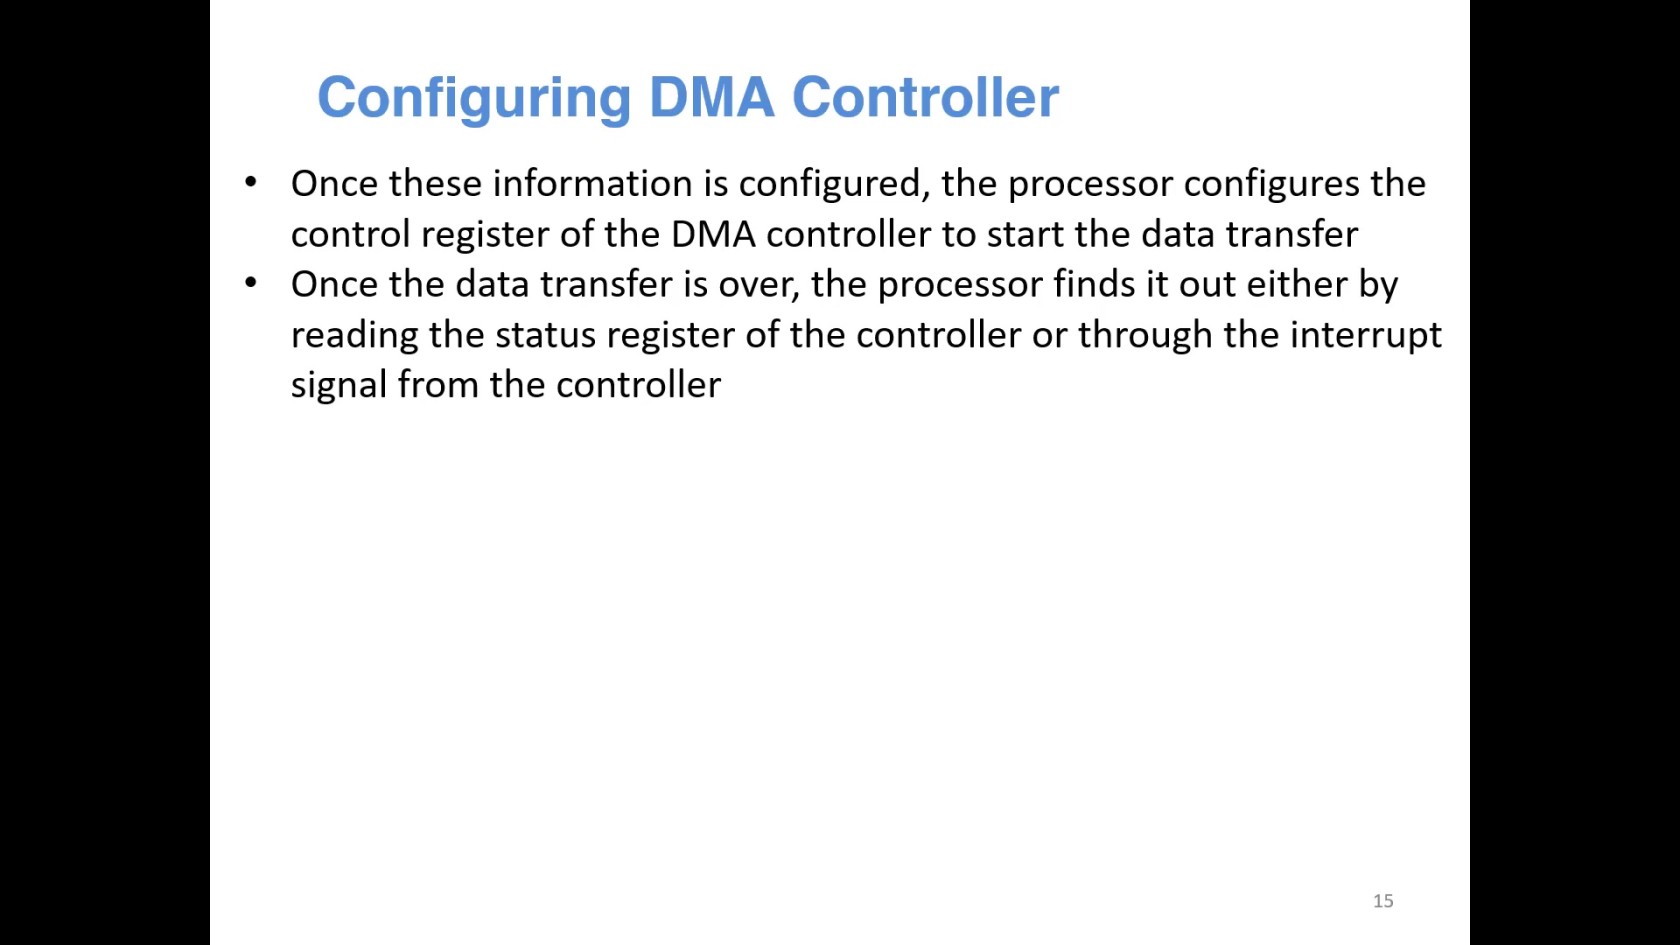 Configuring DMA Controller
• Once these information is configured, the processor configures the
control register of the DMA controller to start the data transfer
• Once the data transfer is over, the processor finds it out either by
reading the status register of the controller or through the interrupt
signal from the controller
15